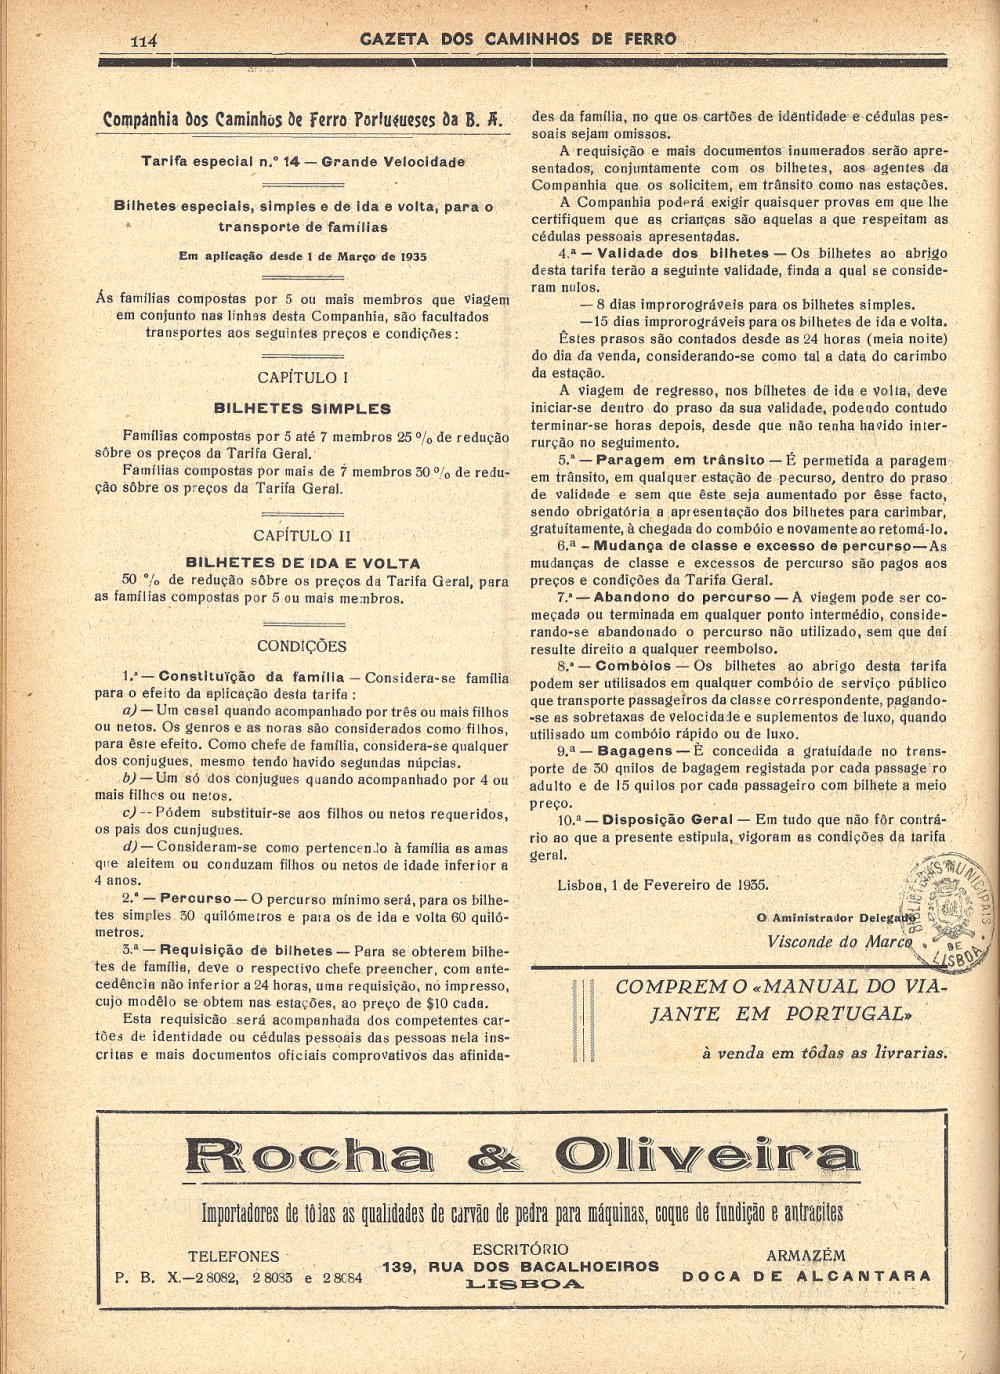 114
GAZETA DOS CAMINHOS DE FERRO
Companhia dos Caminhos de Ferro Portugueses da B. A.
Tarifa especial n.º 14 — Grande Velocidade
Bilhetes especiais, simples e de ida e volta, para o
transporte de famílias
Em aplicação desde 1 de Março de 1935
Ás famílias compostas por 5 ou mais membros que viagem
em conjunto nas linhas desta Companhia, são facultados
transportes aos seguintes preços e condições:
CAPÍTULO I
BILHETES SIMPLES
Famílias compostas por 5 até 7 membros 25 % de redução
sôbre os preços da Tarifa Geral.
Famílias compostas por mais de 7 membros 30 % de redu-
ção sôbre os preços da Tarifa Geral.
CAPÍTULO II
BILHETES DE IDA E VOLTA
50 % de redução sôbre os preços da Tarifa Geral, para
as famílias compostas por 5 ou mais membros.
CONDIÇÕES
1.ª — Constituïção da família — Considera-se família
para o efeito da aplicação desta tarifa:
a) — Um casal quando acompanhado por três ou mais filhos
ou netos. Os genros e as noras são considerados como filhos,
para êste efeito. Como chefe de família, considera-se qualquer
dos conjugues, mesmo tendo havido segundas núpcias.
b) — Um só dos conjugues quando acompanhado por 4 ou
mais filhos ou netos.
c) — Pódem substituir-se aos filhos ou netos requeridos,
os pais dos cunjugues.
d) — Consideram-se como pertencendo à família as amas
que aleitem ou conduzam filhos ou netos de idade inferior a
4 anos.
2.ª — Percurso — O percurso mínimo será, para os bilhe-
tes simples 30 quilómetros e para os de ida e volta 60 quiló-
metros.
3.ª — Requisição de bilhetes — Para se obterem bilhe-
tes de família, deve o respectivo chefe preencher, com ante-
cedência não inferior a 24 horas, uma requisição, no impresso,
cujo modêlo se obtem nas estações, ao preço de $10 cada.
Esta requisicão será acompanhada dos competentes car-
tões de identidade ou cédulas pessoais das pessoas nela ins-
critas e mais documentos oficiais comprovativos das afinida-
des da família, no que os cartões de identidade e cédulas pes-
soais sejam omissos.
A requisição e mais documentos inumerados serão apre-
sentados, conjuntamente com os bilhetes, aos agentes da
Companhia que os solicitem, em trânsito como nas estações.
A Companhia poderá exigir quaisquer provas em que lhe
certifiquem que as crianças são aquelas a que respeitam as
cédulas pessoais apresentadas.
4.ª — Validade dos bilhetes — Os bilhetes ao abrigo
desta tarifa terão a seguinte validade, finda a qual se conside-
ram nulos.
— 8 dias improrográveis para os bilhetes simples.
—15 dias improrográveis para os bilhetes de ida e volta.
Êstes prasos são contados desde as 24 horas (meia noite)
do dia da venda, considerando-se como tal a data do carimbo
da estação.
A viagem de regresso, nos bilhetes de ida e volta, deve
iniciar-se dentro do praso da sua validade, podendo contudo
terminar-se horas depois, desde que não tenha havido inter-
rurção no seguimento.
5.ª — Paragem em trânsito — É permetida a paragem
em trânsito, em qualquer estação de pecurso, dentro do praso
de validade e sem que êste seja aumentado por êsse facto,
sendo obrigatória a apresentação dos bilhetes para carimbar,
gratuítamente, à chegada do combóio e novamente ao retomá-lo.
6.ª – Mudança de classe e excesso de percurso—As
mudanças de classe e excessos de percurso são pagos aos
preços e condições da Tarifa Geral.
7.ª — Abandono do percurso — A viagem pode ser co-
meçada ou terminada em qualquer ponto intermédio, conside-
rando-se abandonado o percurso não utilizado, sem que daí
resulte direito a qualquer reembolso.
8.ª — Combóios — Os bilhetes ao abrigo desta tarifa
podem ser utilisados em qualquer combóio de serviço público
que transporte passageiros da classe correspondente, pagando-
-se as sobretaxas de velocidade e suplementos de luxo, quando
utilisado um combóio rápido ou de luxo.
9.ª — Bagagens — È concedida a gratuídade no trans-
porte de 30 qnilos de bagagem registada por cada passage ro
adulto e de 15 quilos por cada passageiro com bilhete a meio
preço.
10.ª — Disposição Geral — Em tudo que não fôr contrá-
rio ao que a presente estipula, vigoram as condições da tarifa
geral.
Lisboa, 1 de Fevereiro de 1935.
O Aministrador Delegado
Visconde do Marco
BIBLIOTECAS MUNICIPAIS
DE
LISBOA
COMPREM O «MANUAL DO VIA-
JANTE EM PORTUGAL»
à venda em tôdas as livrarias.
Rocha & Oliveira
Importadores de tôdas as qualidades de carvão de pedra para máquinas, coque de fundição e antracites
TELEFONES
P. B. X.—2 8082, 2 8083 e 2 8084
ESCRITÓRIO
139, RUA DOS BACALHOEIROS
LISBOA
ARMAZÉM
DOCA DE ALCANTARA